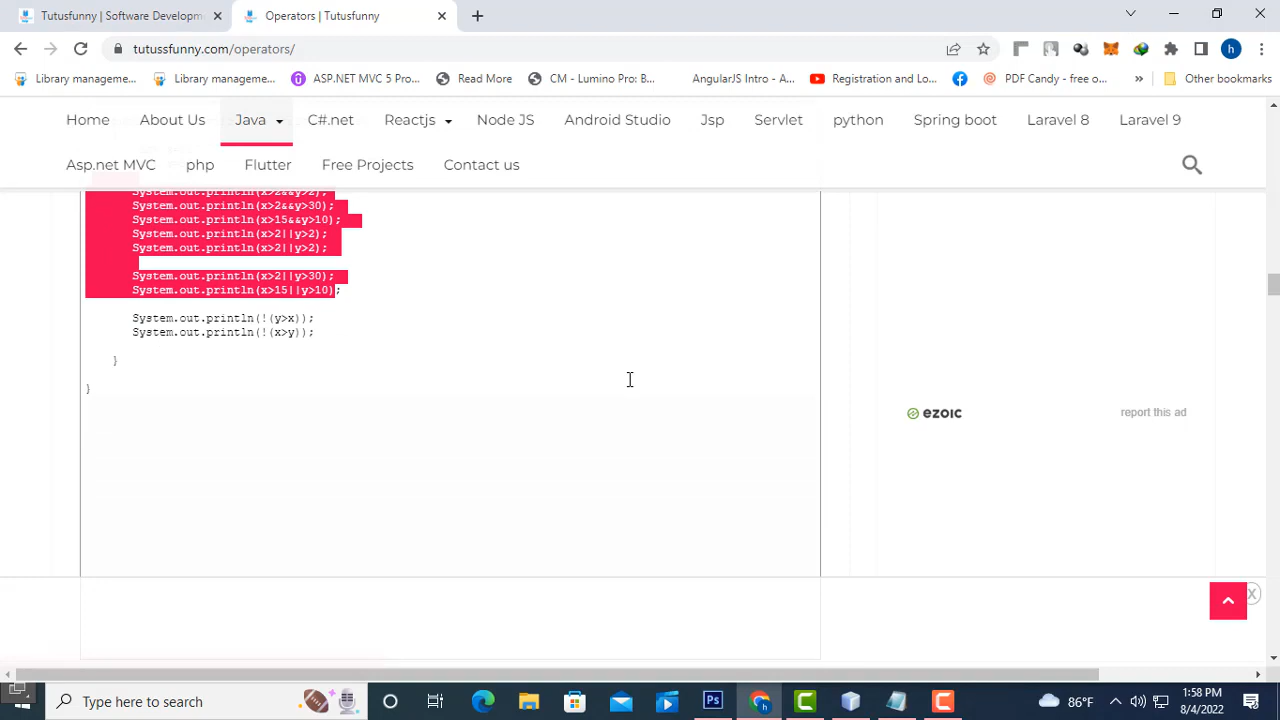 Tutusfunny | Software Developm
Operators | Tutusfunny
tutussfunny.com/operators/
Library manageme...
Library manageme...
ASP.NET MVC 5 Pro...
Read More
CM - Lumino Pro: B...
AngularJS Intro - A...
Registration and Lo...
PDF Candy - free o...
»
Other bookmarks
Home
About Us
Java
C#.net
Reactjs
Node JS
Android Studio
Jsp
Servlet
python
Spring boot
Laravel 8
Laravel 9
Asp.net MVC
php
Flutter
Free Projects
Contact us
System.out.println(x>2&&y>2);
System.out.println(x>2&&y>30);
System.out.println(x>15&&y>10);
System.out.println(x>2||y>2);
System.out.println(x>2||y>2);
System.out.println(x>2||y>30);
System.out.println(x>15||y>10);
System.out.println(!(y>x));
System.out.println(!(x>y));
}
}
ezoic
report this ad
X
Type here to search
86°F
1:58 PM
8/4/2022